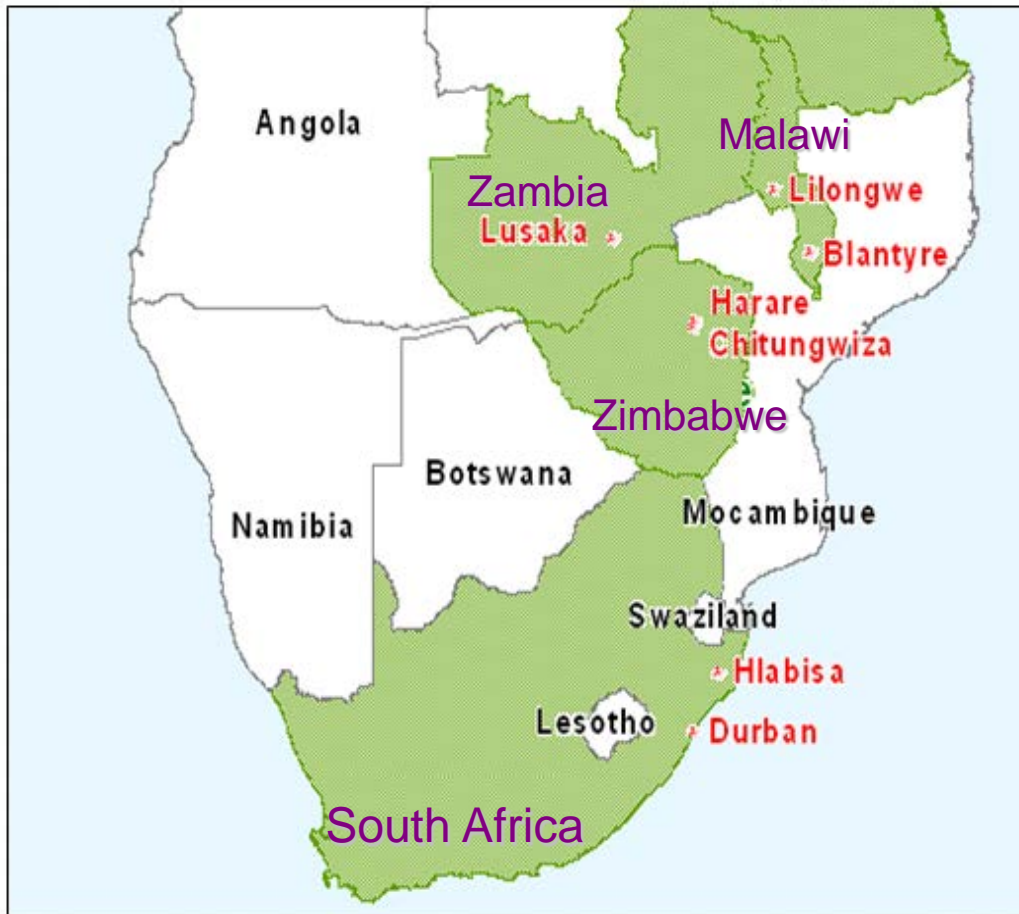 Angola
Malawi
Zambia
Lilongwe
Lusaka
Blantyre
Harare
Chitungwiza
Zimbabwe
Botswana
Namibia
Mocambique
Swaziland
Hlabisa
Lesotho
Durban
South Africa